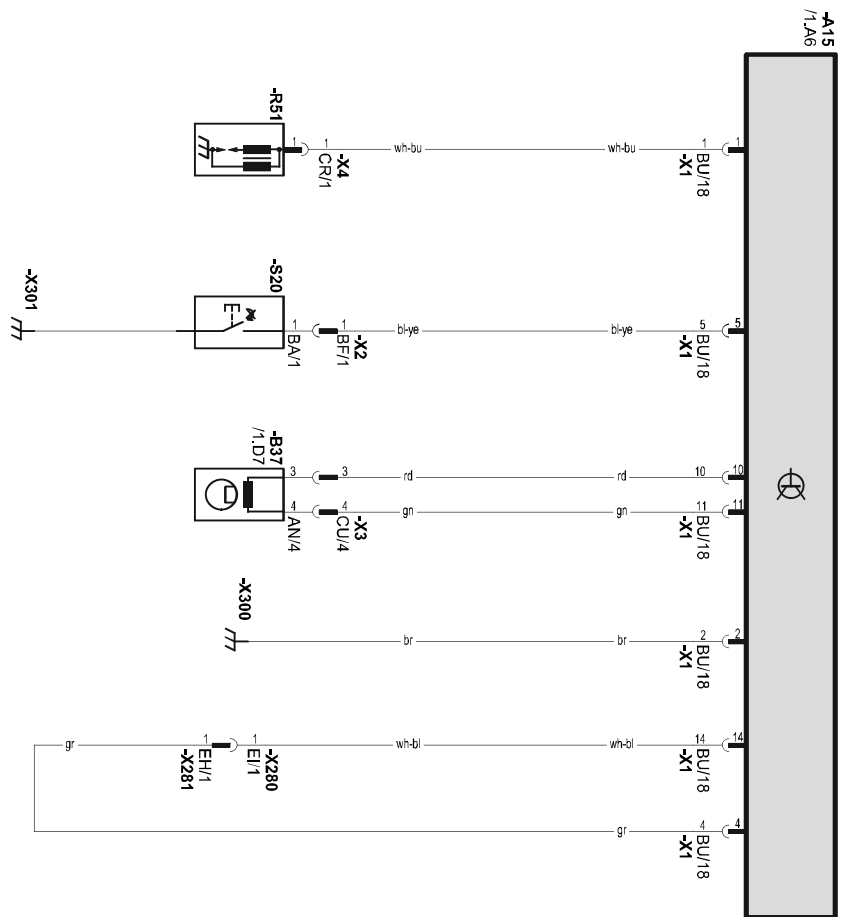 -A15
/1.A6
-R51
1
1
-X4
CR/1
wh-bu
wh-bu
1
-X1
BU/18
1
-X301
-S20
1
BA/1
1
-X2
BF/1
bl-ye
bl-ye
5
-X1
BU/18
5
-B37
/1.D7
3
3
rd
rd
10
10
4
AN/4
4
-X3
CU/4
gn
gn
11
-X1
BU/18
11
-X300
br
br
2
-X1
BU/18
2
gr
1
-X281
EH/1
1
-X280
EI/1
wh-bl
wh-bl
14
-X1
BU/18
14
gr
4
-X1
BU/18
4